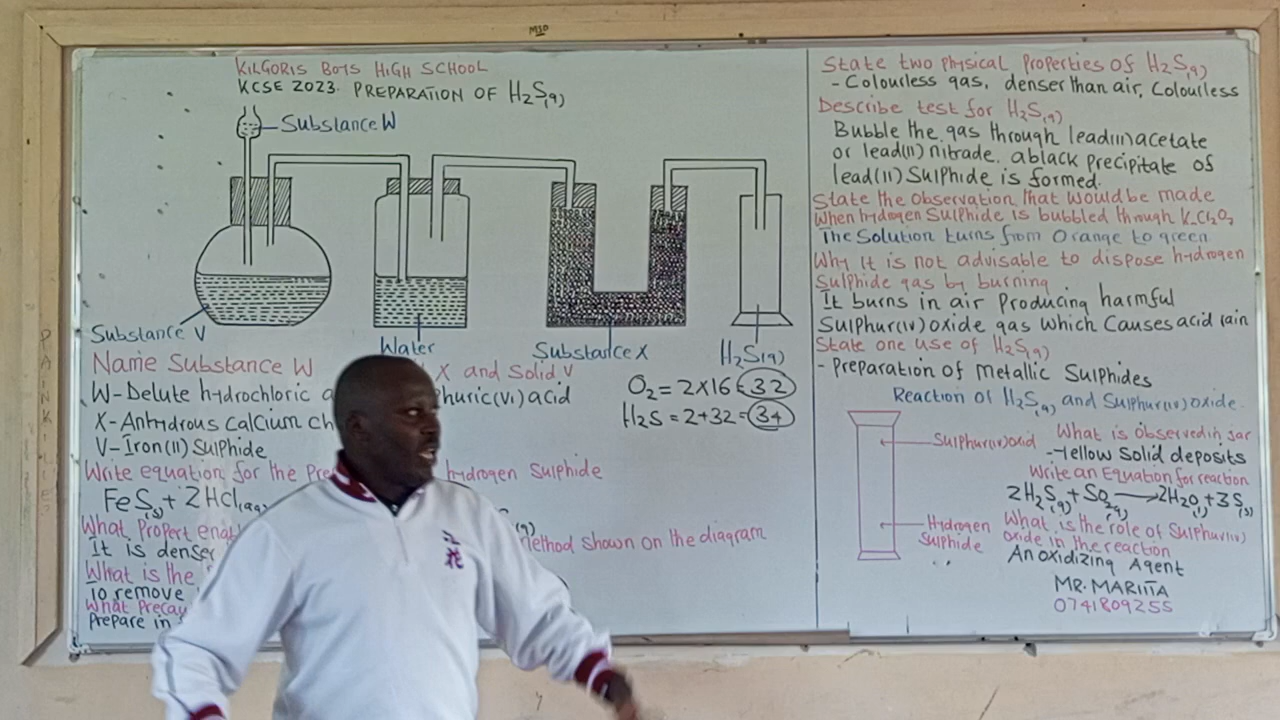 MSO
KILGORIS BOYS HIGH SCHOOL
KCSE 2023. PREPARATION OF H₂S(g)
Substance W
Substance V
Water
Substance X
H₂S(g)
Name Substance W X and Solid V
W-Delute hydrochloric a phuric(VI) acid
X-Anhydrous calcium ch
V-Iron(II) Sulphide
O₂ = 2×16 = 32
H₂S = 2+32 = 34
Write equation for the Pre hydrogen Sulphide
FeS(s) + 2HCl(aq) (g)
What Propert enab method shown on the diagram
It is denser
What is the
To remove
What Precau
Prepare in
State two physical Properties of H₂S(g)
- Colourless gas, denser than air, Colourless
Describe test for H₂S(g)
Bubble the gas through lead(II) acetate
or lead(II) nitrade. a black precipitate of
lead(II) Sulphide is formed.
State the observation that would be made
when hydrogen Sulphide is bubbled through K₂Cr₂O₇
The Solution turns from Orange to green
Why it is not advisable to dispose hydrogen
Sulphide gas by burning
It burns in air Producing harmful
Sulphur(IV) oxide gas which Causes acid rain
State one use of H₂S(g)
- Preparation of Metallic Sulphides
Reaction of H₂S(g) and Sulphur(IV) oxide.
Sulphur(IV) oxid
What is observed in jar
-Yellow Solid deposits
Write an Equation for reaction
2H₂S(g) + SO₂(g) → 2H₂O(l) + 3S(s)
Hydrogen
Sulphide
What is the role of Sulphur(IV)
oxide in the reaction
An oxidizing Agent
MR. MARITTA
0741809255
江花